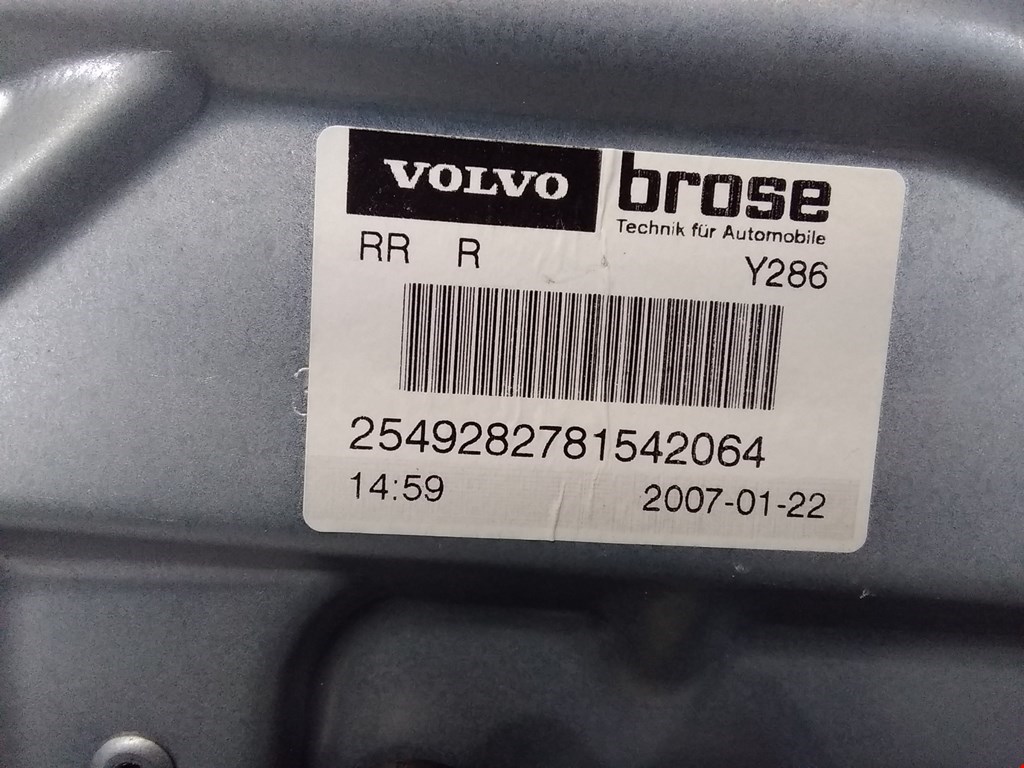 VOLVO brose
Technik für Automobile
RR R Y286
2549282781542064
14:59 2007-01-22